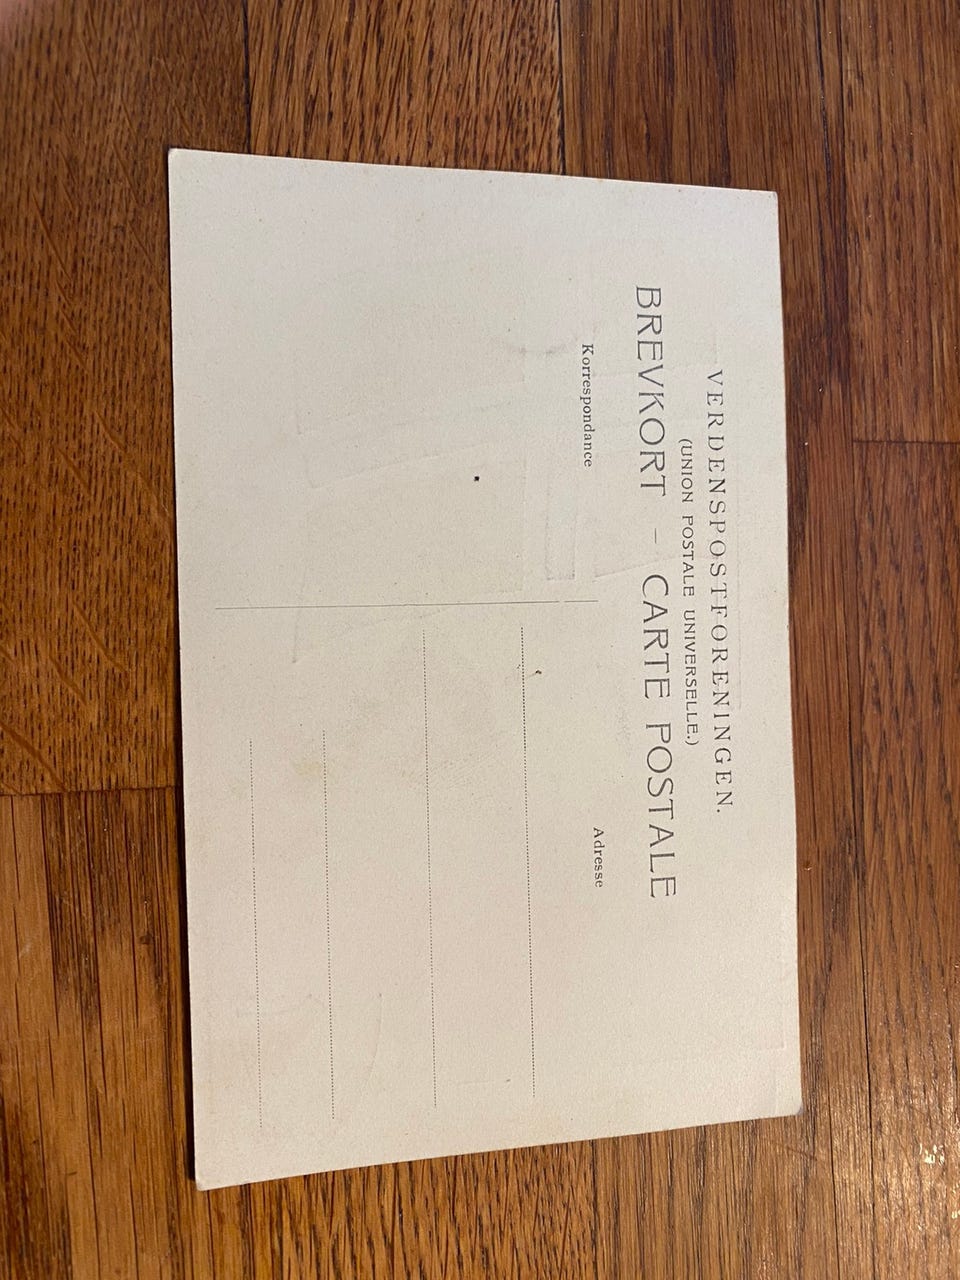 VERDENSPOSTFORENINGEN.
(UNION POSTALE UNIVERSELLE.)
BREVKORT – CARTE POSTALE
Korrespondance
Adresse